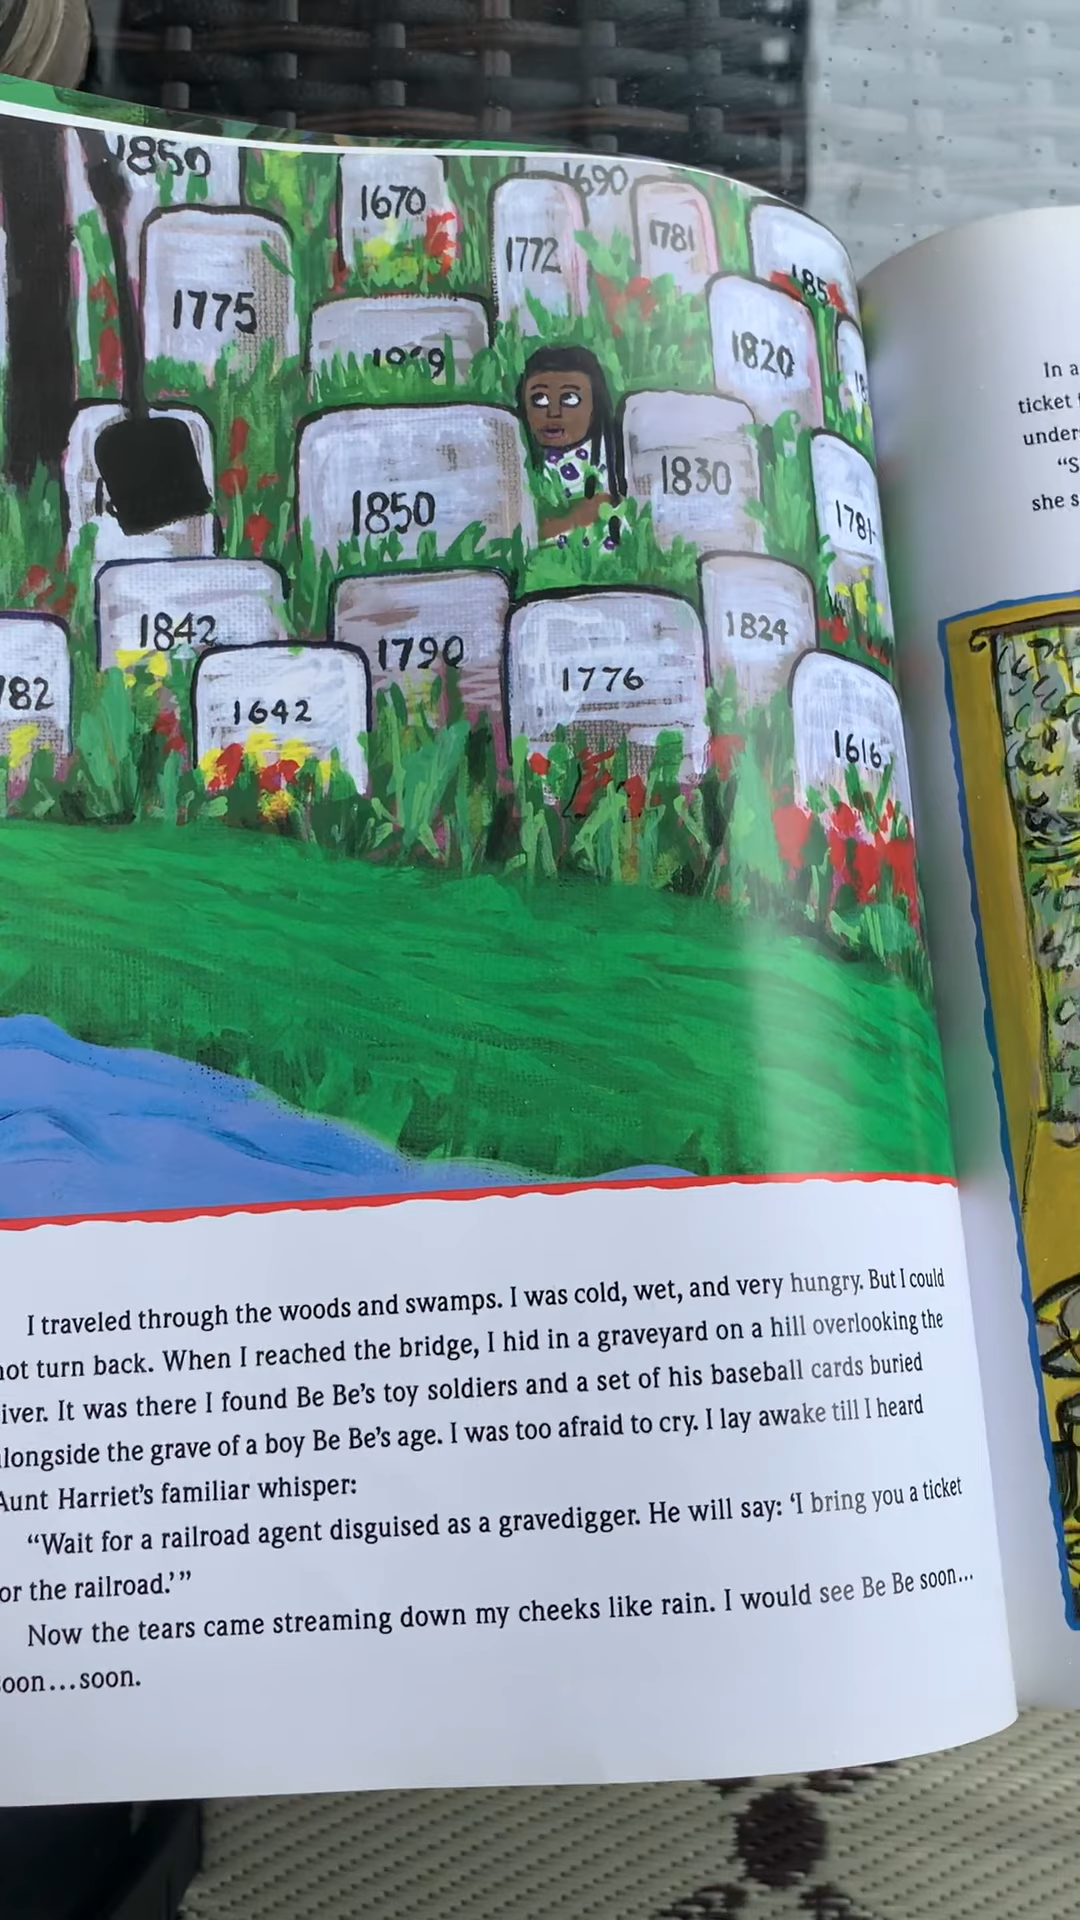 1850
1670
1690
1772
1781
1775
1820
1850
1830
1781
1842
1790
1824
782
1642
1776
1616
I traveled through the woods and swamps. I was cold, wet, and very hungry. But I could
not turn back. When I reached the bridge, I hid in a graveyard on a hill overlooking the
iver. It was there I found Be Be's toy soldiers and a set of his baseball cards buried
longside the grave of a boy Be Be's age. I was too afraid to cry. I lay awake till I heard
Aunt Harriet's familiar whisper:
“Wait for a railroad agent disguised as a gravedigger. He will say: ‘I bring you a ticket
or the railroad.’”
Now the tears came streaming down my cheeks like rain. I would see Be Be soon...
oon...soon.
In a
ticket
under
“S
she s